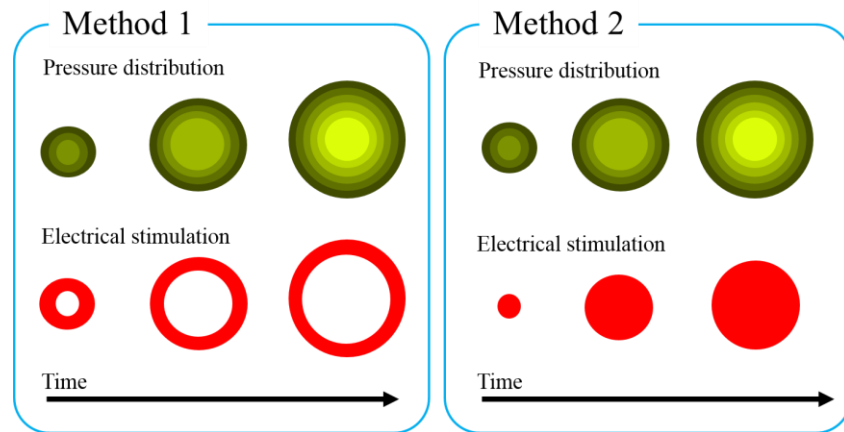 Method 1
Pressure distribution
Electrical stimulation
Time
Method 2
Pressure distribution
Electrical stimulation
Time